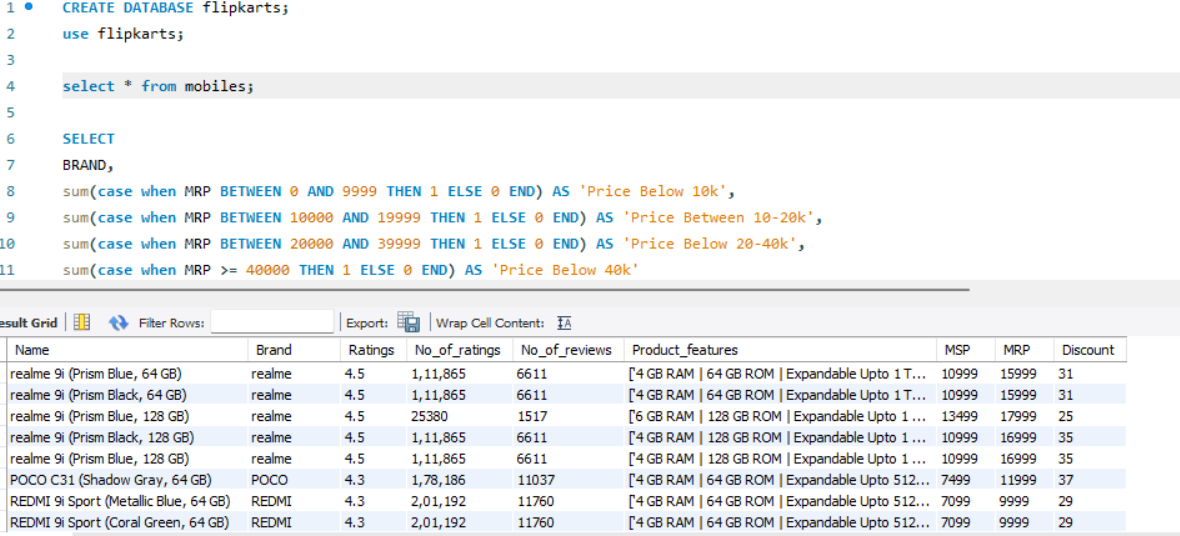 1 CREATE DATABASE flipkarts;
2 use flipkarts;
3
4 select * from mobiles;
5
6 SELECT
7 BRAND,
8 sum(case when MRP BETWEEN 0 AND 9999 THEN 1 ELSE 0 END) AS 'Price Below 10k',
9 sum(case when MRP BETWEEN 10000 AND 19999 THEN 1 ELSE 0 END) AS 'Price Between 10-20k',
10 sum(case when MRP BETWEEN 20000 AND 39999 THEN 1 ELSE 0 END) AS 'Price Below 20-40k',
11 sum(case when MRP >= 40000 THEN 1 ELSE 0 END) AS 'Price Below 40k'
esult Grid Filter Rows: Export: Wrap Cell Content: IA
Name Brand Ratings No_of_ratings No_of_reviews Product_features MSP MRP Discount
realme 9i (Prism Blue, 64 GB) realme 4.5 1,11,865 6611 ['4 GB RAM | 64 GB ROM | Expandable Upto 1 T... 10999 15999 31
realme 9i (Prism Black, 64 GB) realme 4.5 1,11,865 6611 ['4 GB RAM | 64 GB ROM | Expandable Upto 1 T... 10999 15999 31
realme 9i (Prism Blue, 128 GB) realme 4.5 25380 1517 ['6 GB RAM | 128 GB ROM | Expandable Upto 1 ... 13499 17999 25
realme 9i (Prism Black, 128 GB) realme 4.5 1,11,865 6611 ['4 GB RAM | 128 GB ROM | Expandable Upto 1 ... 10999 16999 35
realme 9i (Prism Blue, 128 GB) realme 4.5 1,11,865 6611 ['4 GB RAM | 128 GB ROM | Expandable Upto 1 ... 10999 16999 35
POCO C31 (Shadow Gray, 64 GB) POCO 4.3 1,78,186 11037 ['4 GB RAM | 64 GB ROM | Expandable Upto 512... 7499 11999 37
REDMI 9i Sport (Metallic Blue, 64 GB) REDMI 4.3 2,01,192 11760 ['4 GB RAM | 64 GB ROM | Expandable Upto 512... 7099 9999 29
REDMI 9i Sport (Coral Green, 64 GB) REDMI 4.3 2,01,192 11760 ['4 GB RAM | 64 GB ROM | Expandable Upto 512... 7099 9999 29